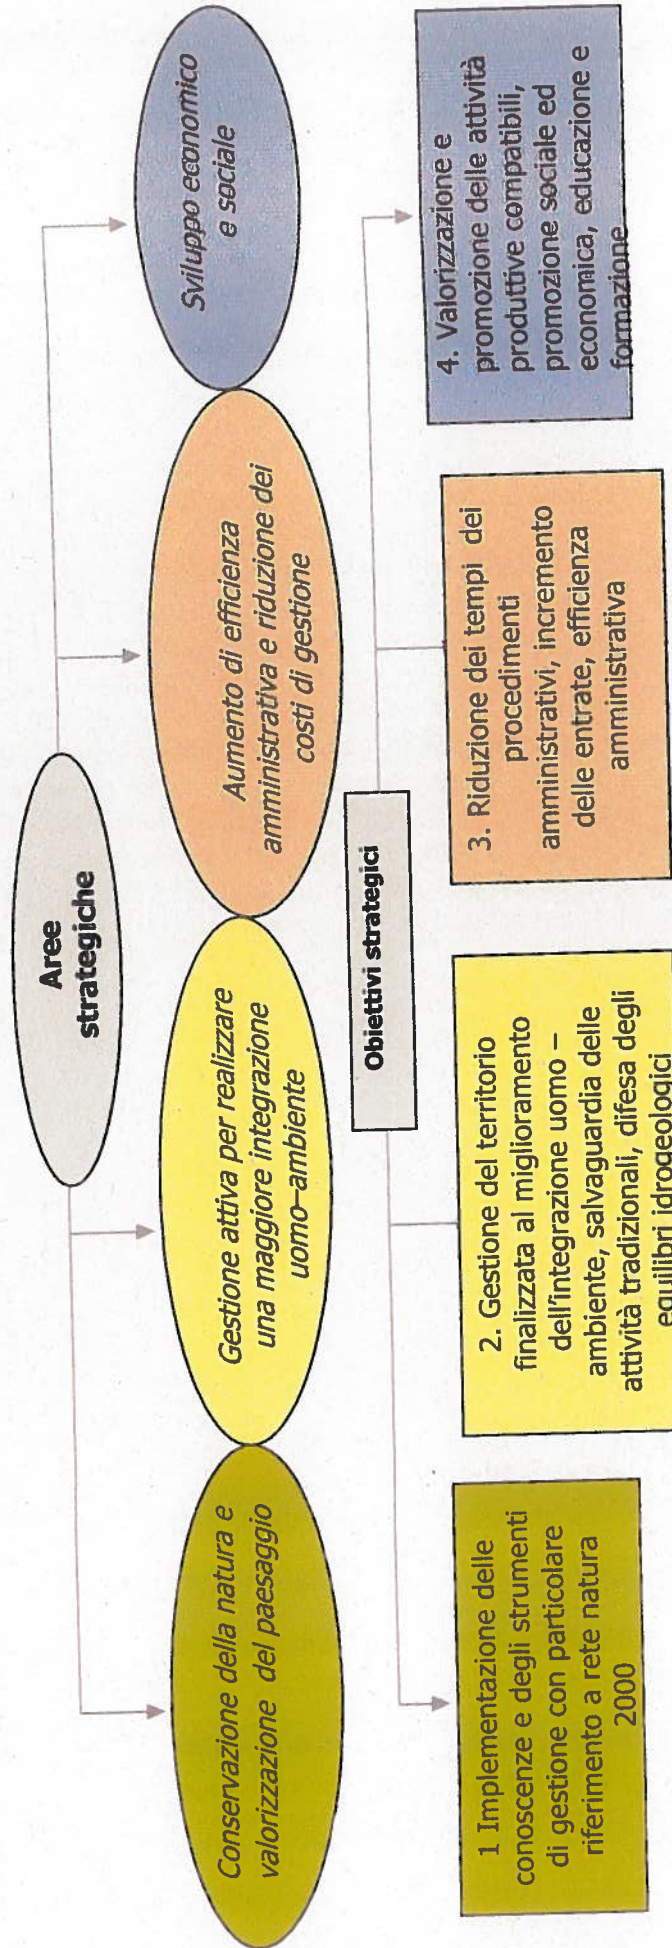 Aree
strategiche
Conservazione della natura e
valorizzazione del paesaggio
Gestione attiva per realizzare
una maggiore integrazione
uomo-ambiente
Aumento di efficienza
amministrativa e riduzione dei
costi di gestione
Sviluppo economico
e sociale
Obiettivi strategici
1 Implementazione delle
conoscenze e degli strumenti
di gestione con particolare
riferimento a rete natura
2000
2. Gestione del territorio
finalizzata al miglioramento
dell'integrazione uomo –
ambiente, salvaguardia delle
attività tradizionali, difesa degli
equilibri idrogeologici
3. Riduzione dei tempi dei
procedimenti
amministrativi, incremento
delle entrate, efficienza
amministrativa
4. Valorizzazione e
promozione delle attività
produttive compatibili,
promozione sociale ed
economica, educazione e
formazione